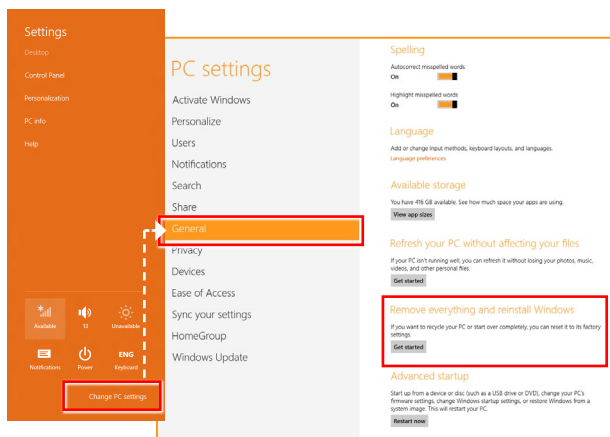 Settings
Desktop
Control Panel
Personalization
PC info
Help
Available
13
Unavailable
Notifications
Power
ENG
Keyboard
Change PC settings
PC settings
Activate Windows
Personalize
Users
Notifications
Search
Share
General
Privacy
Devices
Ease of Access
Sync your settings
HomeGroup
Windows Update
Spelling
Autocorrect misspelled words
On
Highlight misspelled words
On
Language
Add or change input methods, keyboard layouts, and languages.
Language preferences
Available storage
You have 416 GB available. See how much space your apps are using.
View app sizes
Refresh your PC without affecting your files
If your PC isn't running well, you can refresh it without losing your photos, music,
videos, and other personal files.
Get started
Remove everything and reinstall Windows
If you want to recycle your PC or start over completely, you can reset it to its factory
settings.
Get started
Advanced startup
Start up from a device or disc (such as a USB drive or DVD), change your PC's
firmware settings, change Windows startup settings, or restore Windows from a
system image. This will restart your PC.
Restart now